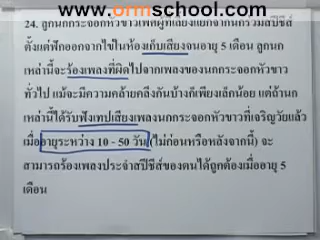 www.ormschool.com
24. ลูกนกกระจอกหัวขาวเพศผู้ที่เลี้ยงแยกจากนกร่วมสปีชีส์
ตั้งแต่ฟักออกจากไข่ในห้องเก็บเสียงจนอายุ 5 เดือน ลูกนก
เหล่านี้จะร้องเพลงที่ผิดไปจากเพลงของนกกระจอกหัวขาว
ทั่วไป แม้จะมีความคล้ายคลึงกันบ้างก็เพียงเล็กน้อย แต่ถ้านก
เหล่านี้ได้รับฟังเทปเสียงเพลงนกกระจอกหัวขาวที่เจริญวัยแล้ว
เมื่ออายุระหว่าง 10 - 50 วัน (ไม่ก่อนหรือหลังจากนี้) จะ
สามารถร้องเพลงประจำสปีชีส์ของตนได้ถูกต้องเมื่ออายุ 5
เดือน